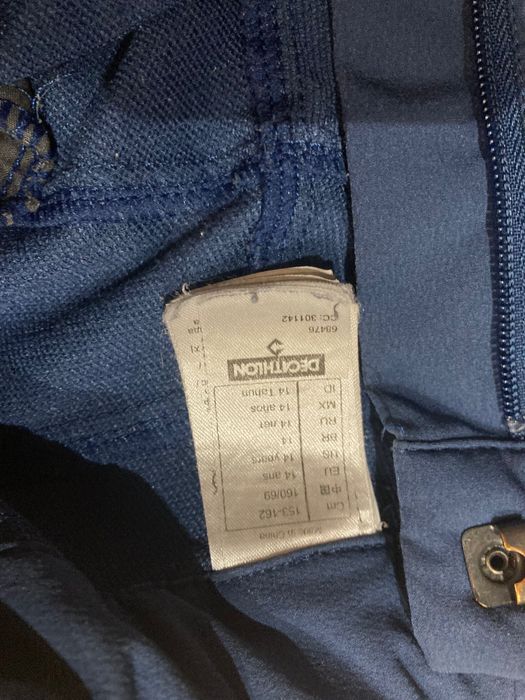 Made in China
Cm 153-162
中国 160/69
EU 14 ans
US 14 years
BR 14
RU 14 лет
MX 14 años
ID 14 Tahun
DECATHLON
68476
CC: 301142